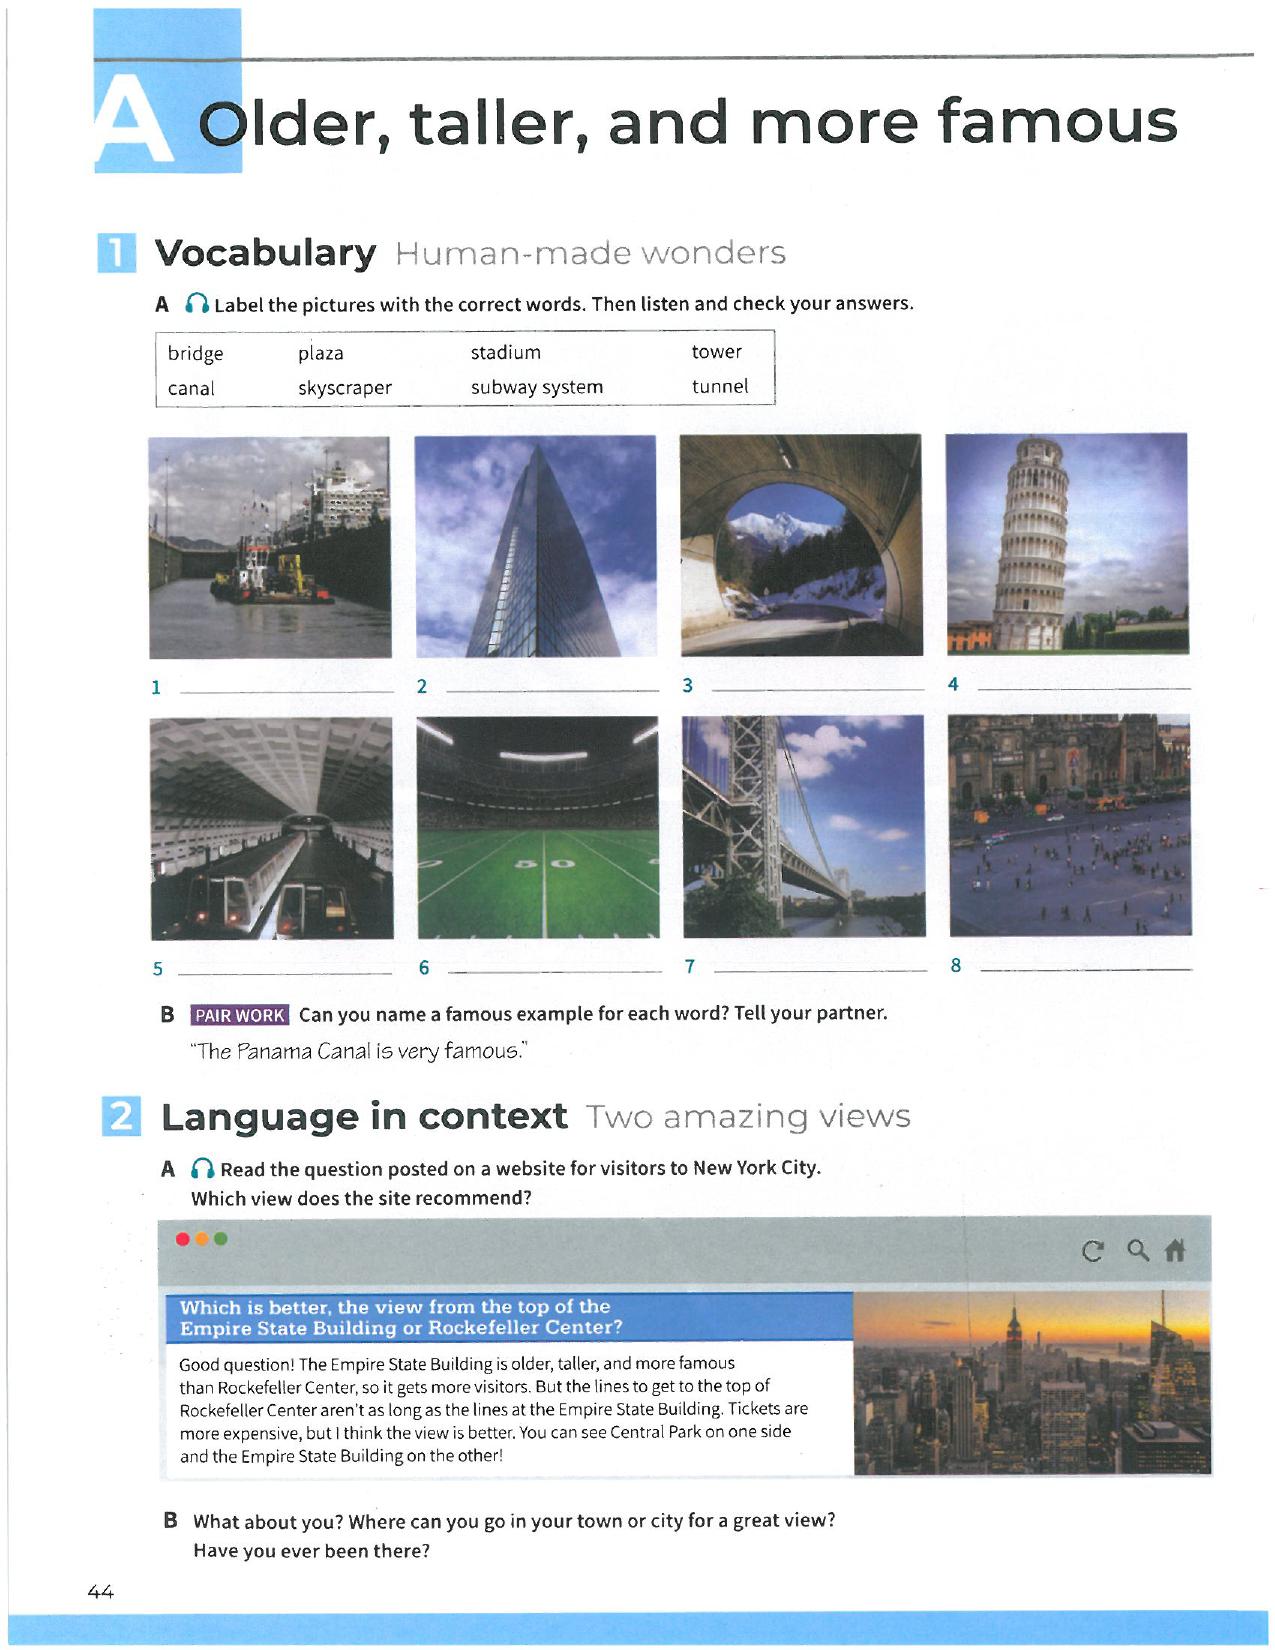 A Older, taller, and more famous
1 Vocabulary Human-made wonders
A Label the pictures with the correct words. Then listen and check your answers.
bridge plaza stadium tower
canal skyscraper subway system tunnel
1 2 3 4
5 0
5 6 7 8
B PAIR WORK Can you name a famous example for each word? Tell your partner.
"The Panama Canal is very famous."
2 Language in context Two amazing views
A Read the question posted on a website for visitors to New York City.
Which view does the site recommend?
Which is better, the view from the top of the
Empire State Building or Rockefeller Center?
Good question! The Empire State Building is older, taller, and more famous
than Rockefeller Center, so it gets more visitors. But the lines to get to the top of
Rockefeller Center aren't as long as the lines at the Empire State Building. Tickets are
more expensive, but I think the view is better. You can see Central Park on one side
and the Empire State Building on the other!
B What about you? Where can you go in your town or city for a great view?
Have you ever been there?
44